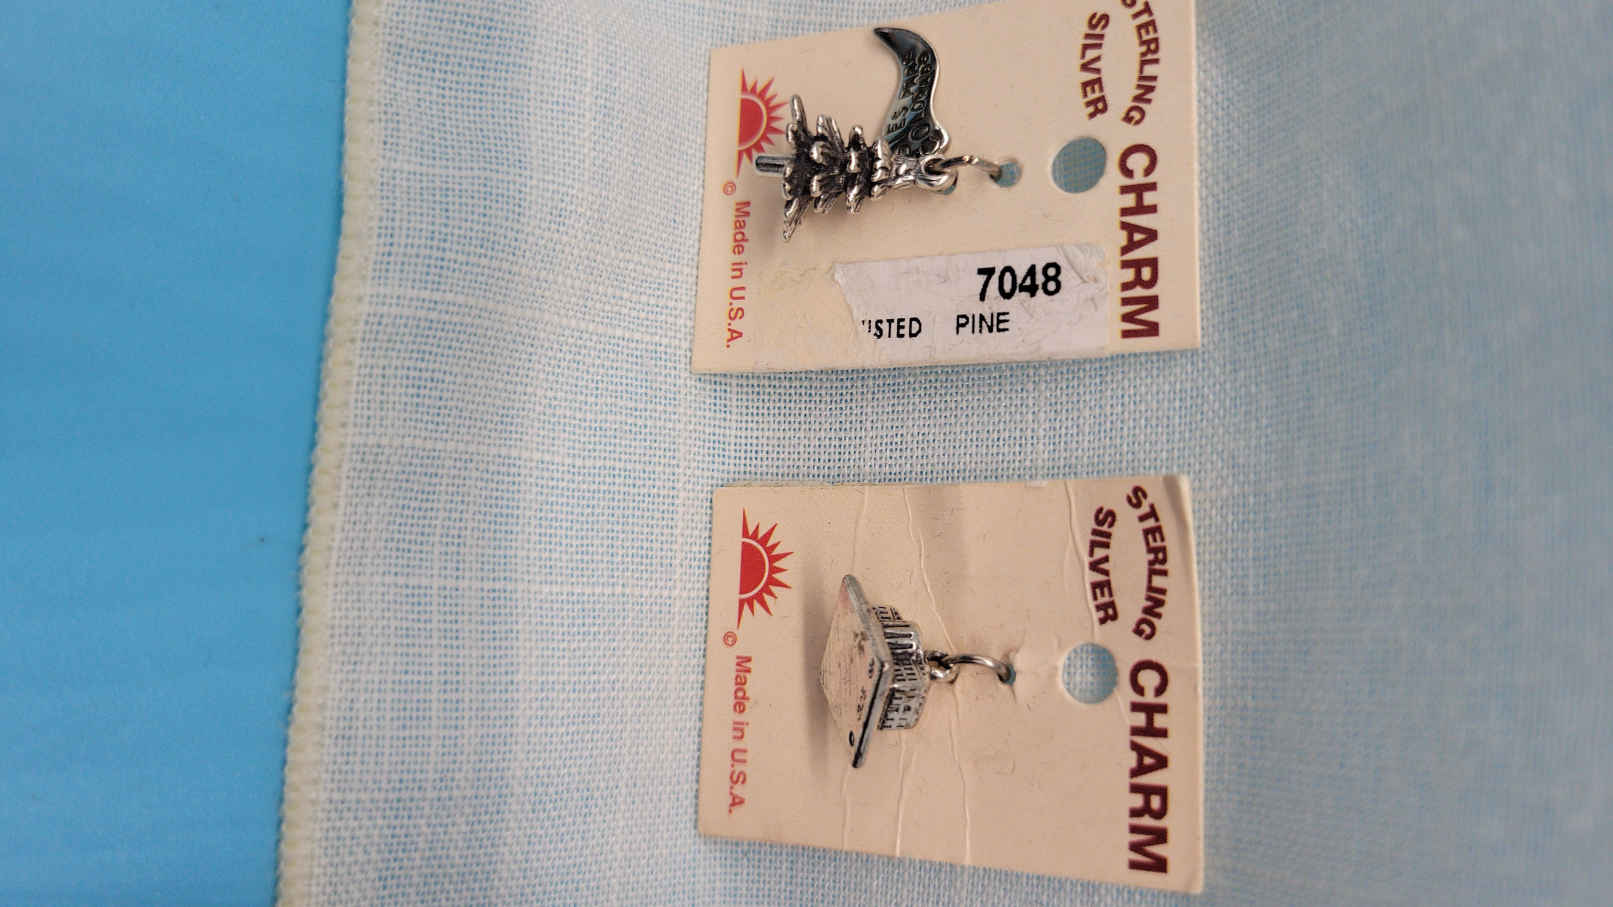 STERLING
SILVER
CHARM
7048
PINE
© Made in U.S.A.
STERLING
SILVER
CHARM
© Made in U.S.A.